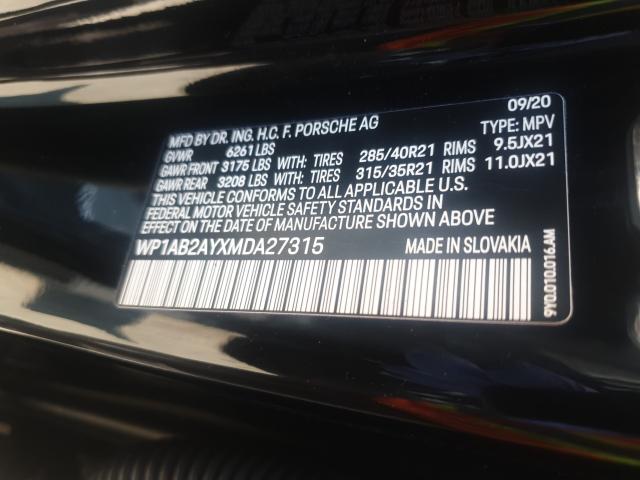 09/20
MFD BY DR. ING. H.C. F. PORSCHE AG TYPE: MPV
GVWR 6261 LBS
GAWR FRONT 3175 LBS WITH: TIRES 285/40R21 RIMS 9.5JX21
GAWR REAR 3208 LBS WITH: TIRES 315/35R21 RIMS 11.0JX21
THIS VEHICLE CONFORMS TO ALL APPLICABLE U.S.
FEDERAL MOTOR VEHICLE SAFETY STANDARDS IN
EFFECT ON THE DATE OF MANUFACTURE SHOWN ABOVE
WP1AB2AYXMDA27315 MADE IN SLOVAKIA
9Y0.010.016.AM